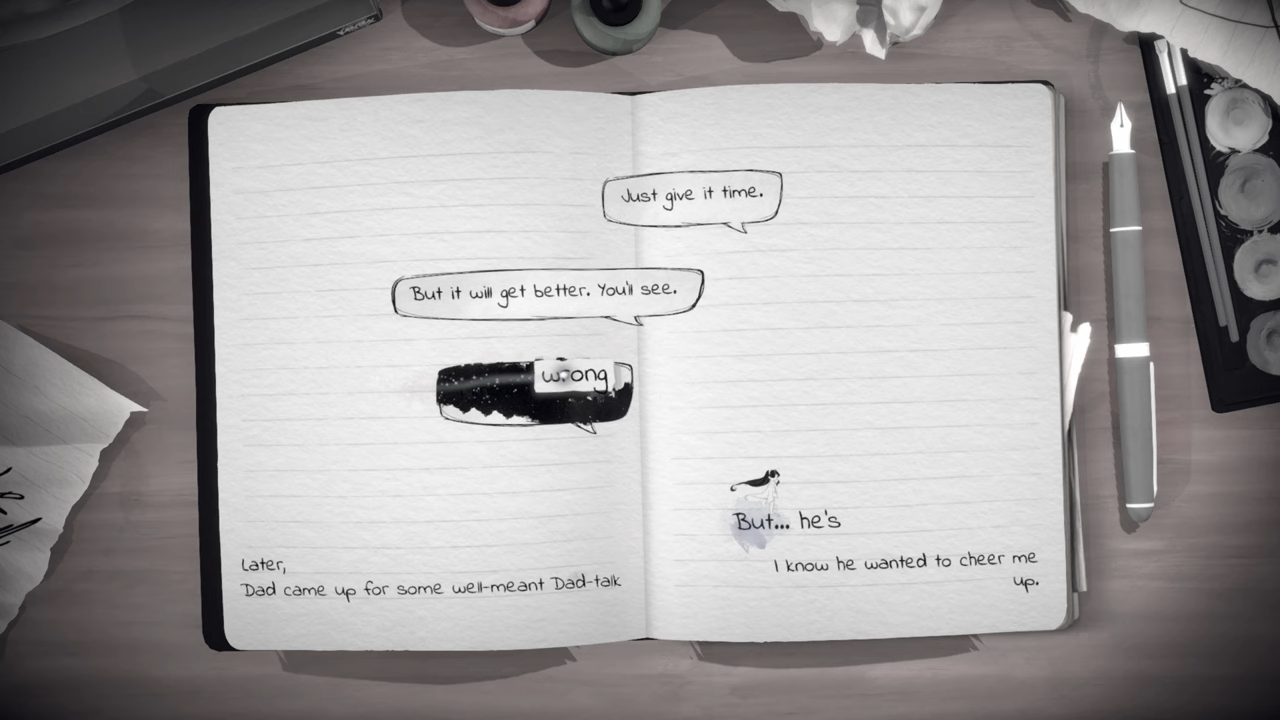 Just give it time.
But it will get better. You'll see.
wrong
But... he's
Later,
Dad came up for some well-meant Dad-talk
I know he wanted to cheer me
up.